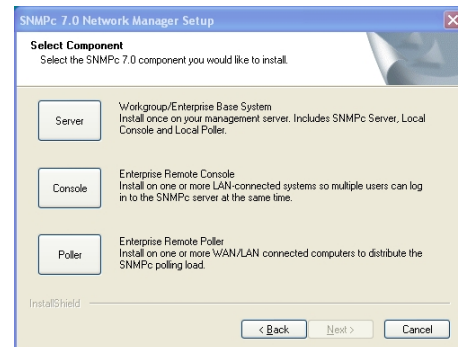 SNMPc 7.0 Network Manager Setup
Select Component
Select the SNMPc 7.0 component you would like to install.
Server
Workgroup/Enterprise Base System
Install once on your management server. Includes SNMPc Server, Local
Console and Local Poller.
Console
Enterprise Remote Console
Install on one or more LAN-connected systems so multiple users can log
in to the SNMPc server at the same time.
Poller
Enterprise Remote Poller
Install on one or more WAN/LAN connected computers to distribute the
SNMPc polling load.
InstallShield
< Back Next > Cancel